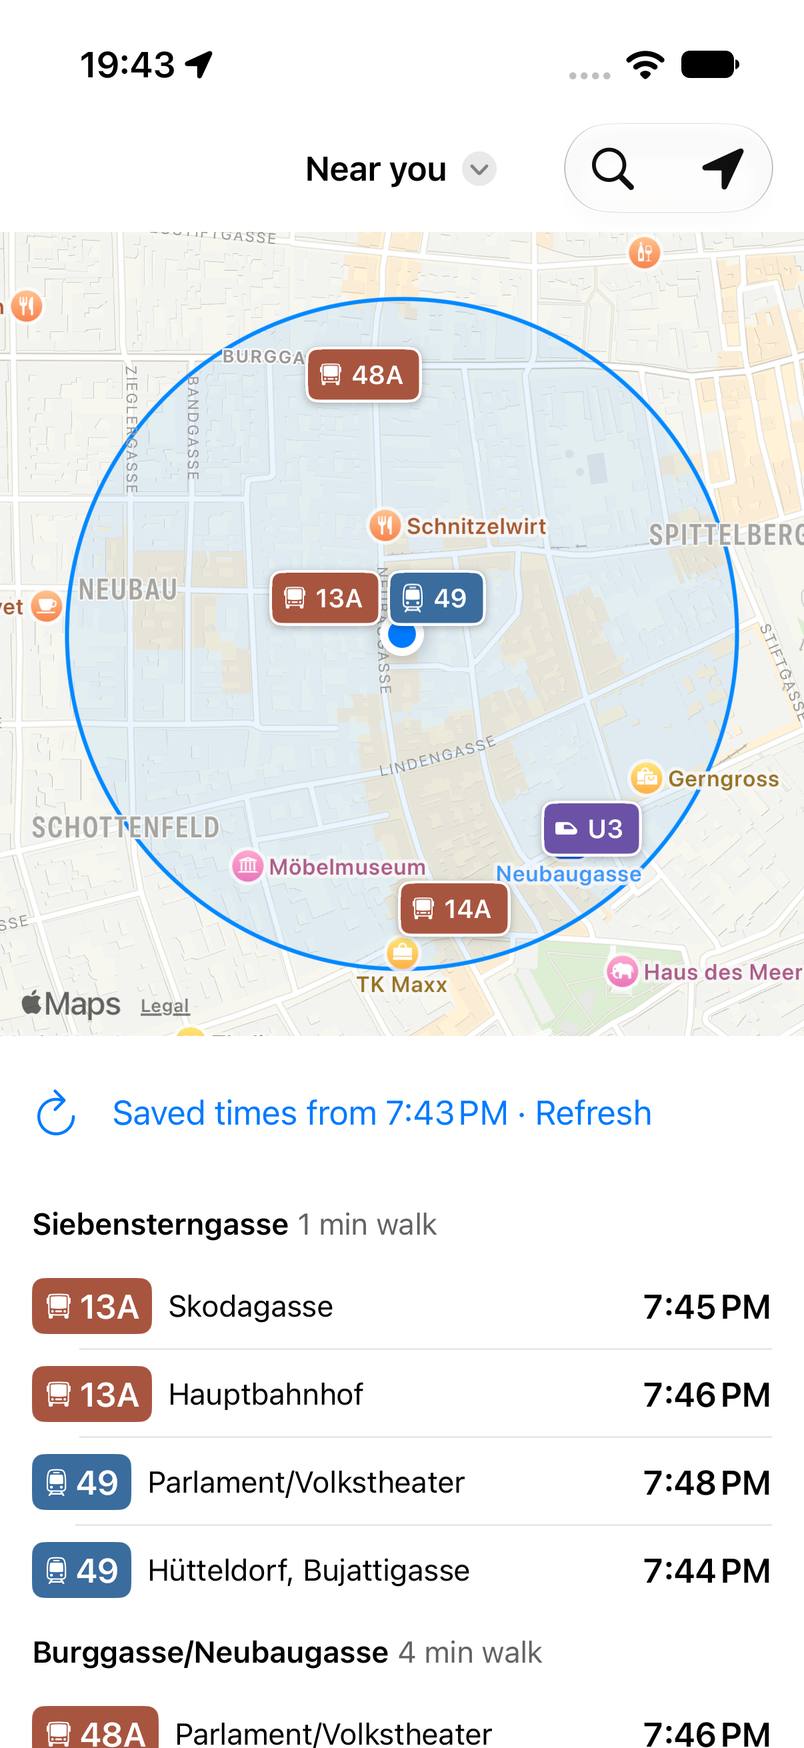 19:43
Near you
BURGGA
48A
ZIEGLERGASSE
BANDGASSE
Schnitzelwirt
SPITTELBERG
NEUBAU
13A
49
STIFTGASSE
LINDENGASSE
Gerngross
SCHOTTENFELD
U3
Möbelmuseum
Neubaugasse
14A
TK Maxx
Haus des Meer
Maps
Legal
Saved times from 7:43 PM · Refresh
Siebensterngasse 1 min walk
13A Skodagasse 7:45 PM
13A Hauptbahnhof 7:46 PM
49 Parlament/Volkstheater 7:48 PM
49 Hütteldorf, Bujattigasse 7:44 PM
Burggasse/Neubaugasse 4 min walk
48A Parlament/Volkstheater 7:46 PM